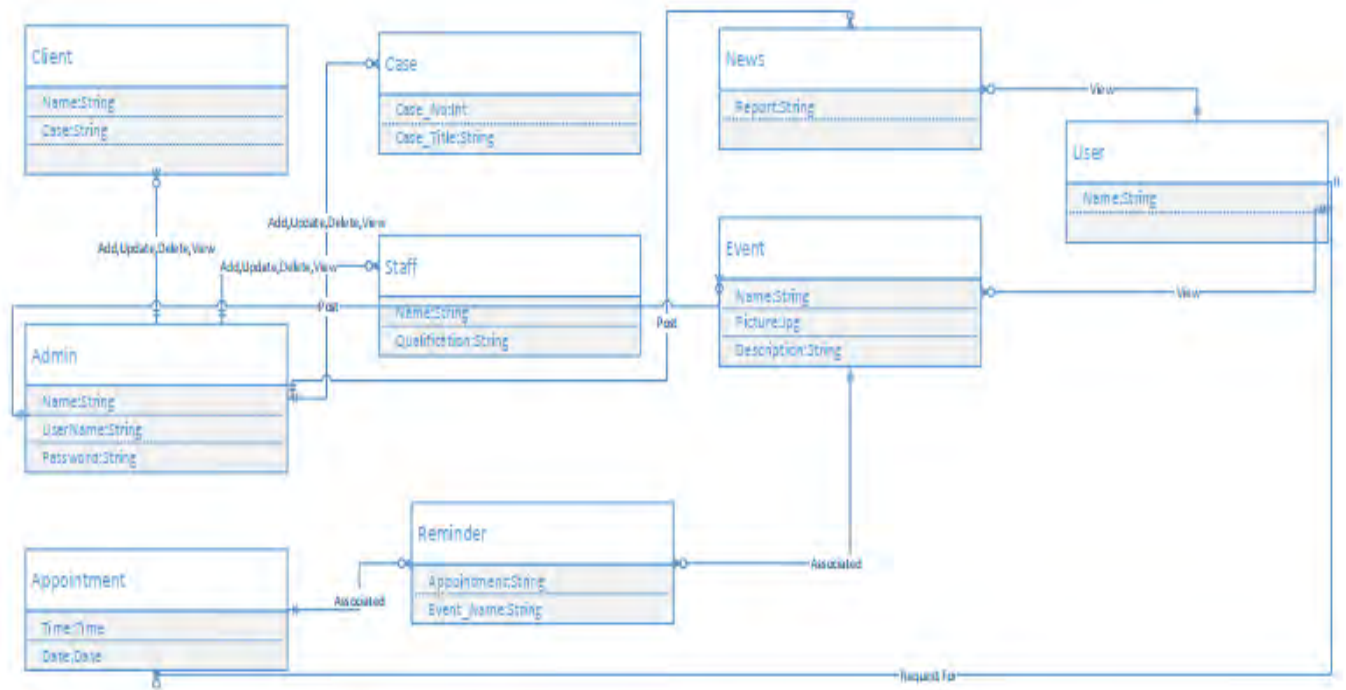 Client
Name:String
Case:String
Case
Case_No:Int
Case_Title:String
News
Report:String
View
User
Name:String
Add,Update,Delete,View
Add,Update,Delete,View
Add,Update,Delete,View
Staff
Name:String
Qualification:String
Event
Name:String
Picture:Jpg
Description:String
View
Post
Post
Admin
Name:String
UserName:String
Password:String
Reminder
Appointment:String
Event_Name:String
Associated
Associated
Appointment
Time:Time
Date:Date
Request For